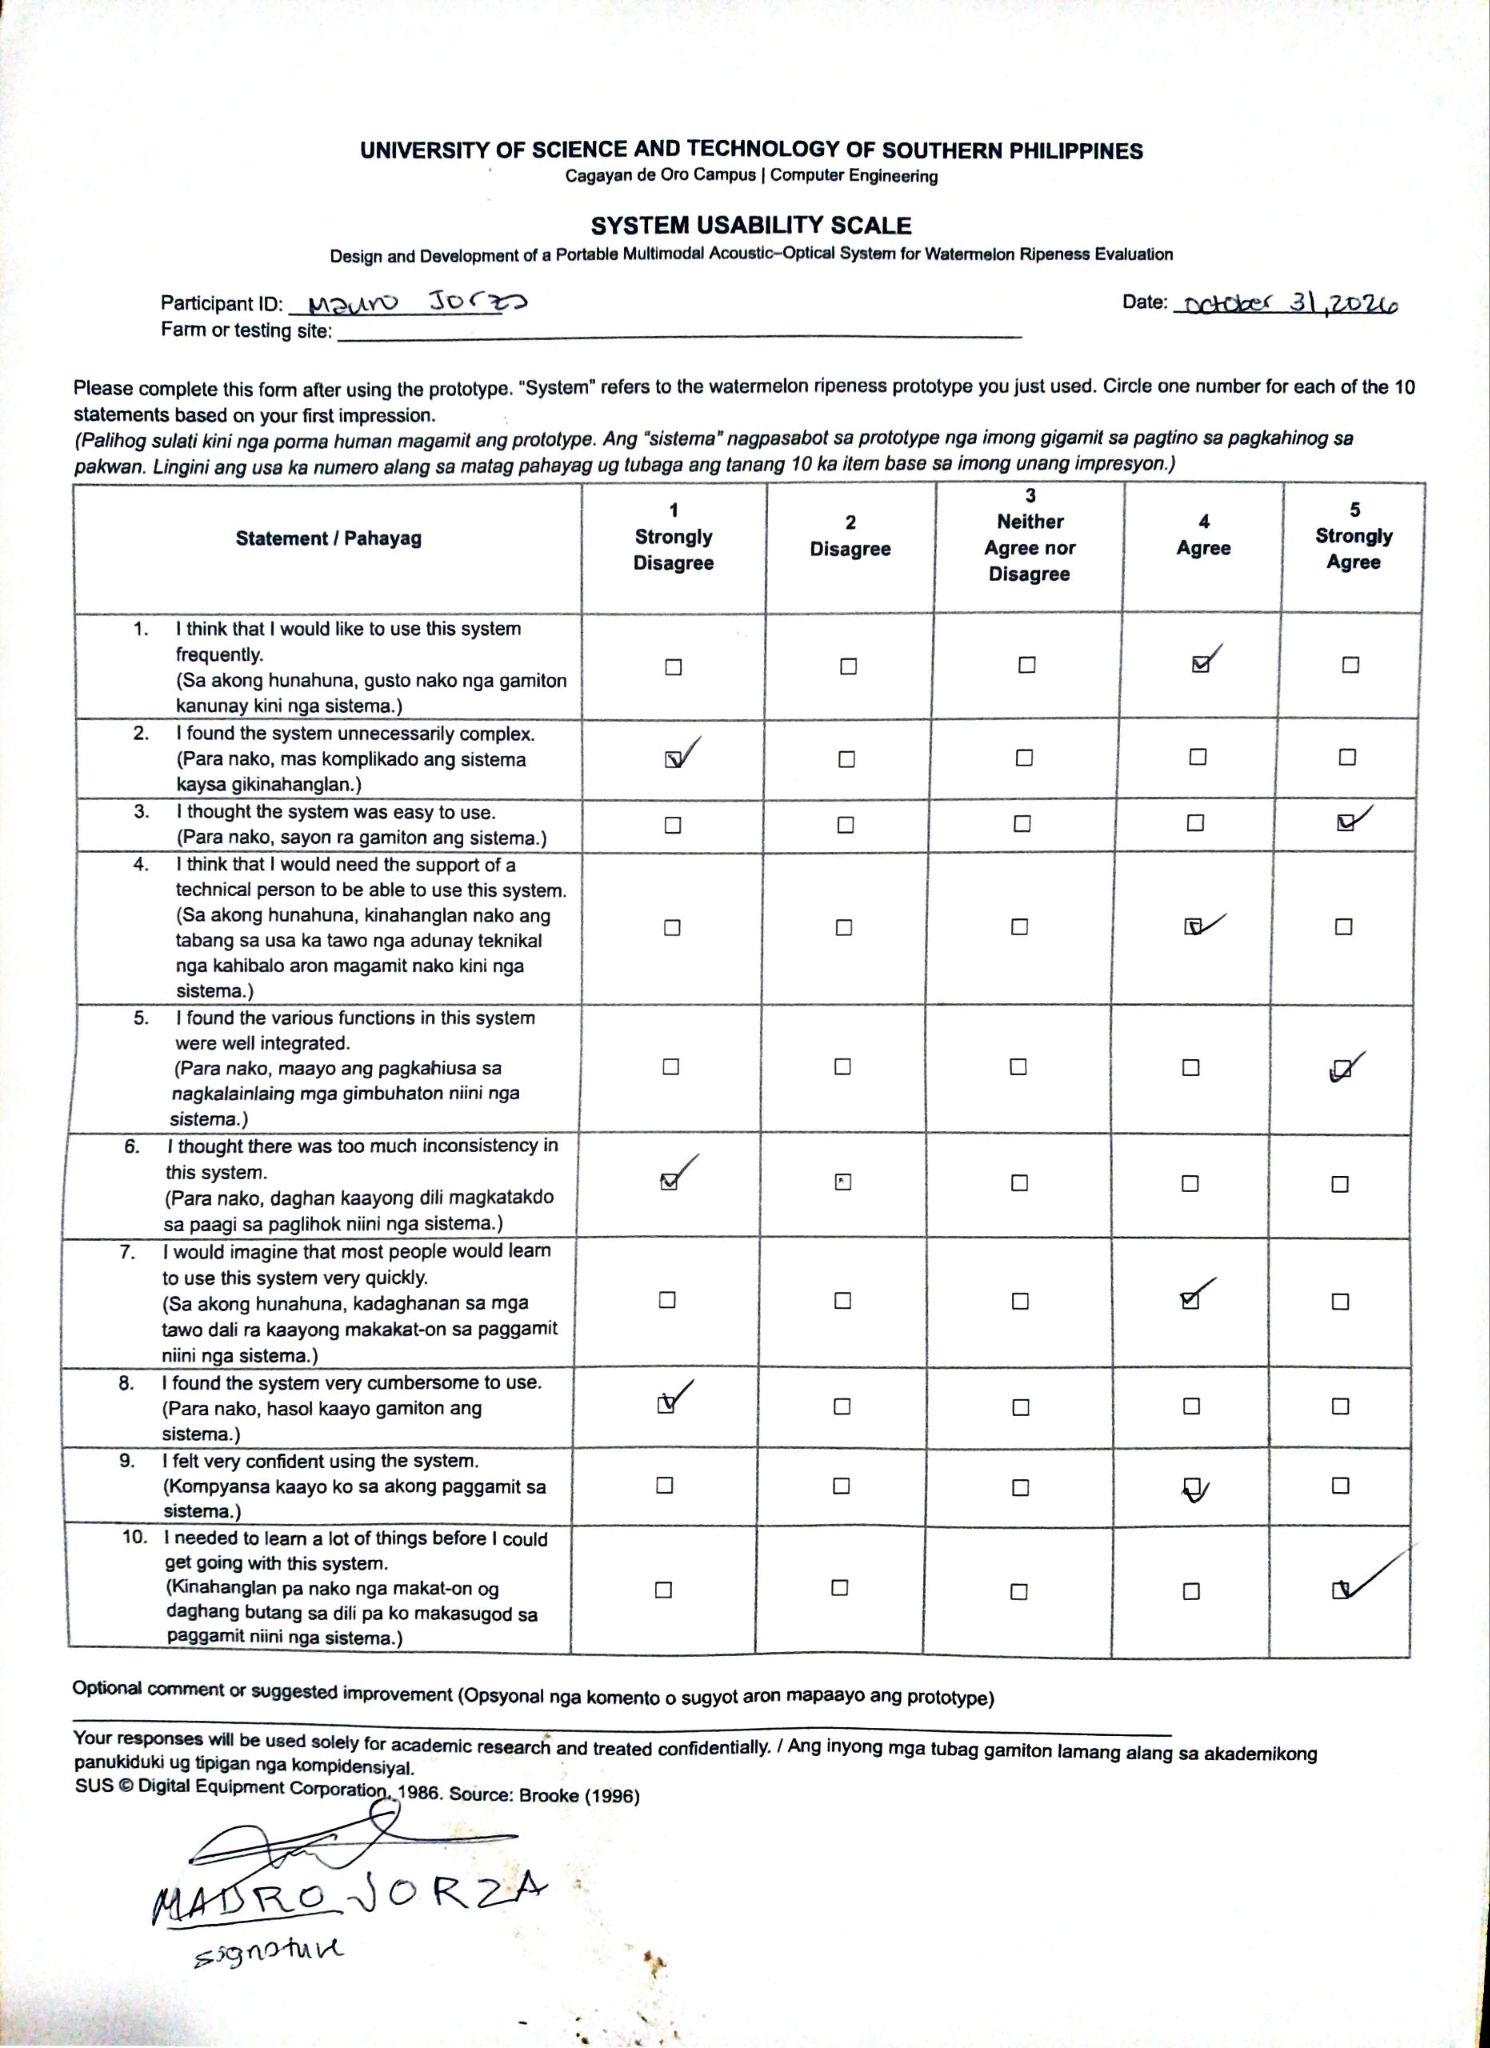 UNIVERSITY OF SCIENCE AND TECHNOLOGY OF SOUTHERN PHILIPPINES
Cagayan de Oro Campus | Computer Engineering
SYSTEM USABILITY SCALE
Design and Development of a Portable Multimodal Acoustic–Optical System for Watermelon Ripeness Evaluation
Participant ID: Mauro Jorza Date: October 31, 2026
Farm or testing site:
Please complete this form after using the prototype. "System" refers to the watermelon ripeness prototype you just used. Circle one number for each of the 10
statements based on your first impression.
(Palihog sulati kini nga porma human magamit ang prototype. Ang "sistema" nagpasabot sa prototype nga imong gigamit sa pagtino sa pagkahinog sa
pakwan. Lingini ang usa ka numero alang sa matag pahayag ug tubaga ang tanang 10 ka item base sa imong unang impresyon.)
Statement / Pahayag
1
Strongly
Disagree
2
Disagree
3
Neither
Agree nor
Disagree
4
Agree
5
Strongly
Agree
1. I think that I would like to use this system
frequently.
(Sa akong hunahuna, gusto nako nga gamiton
kanunay kini nga sistema.)
2. I found the system unnecessarily complex.
(Para nako, mas komplikado ang sistema
kaysa gikinahanglan.)
3. I thought the system was easy to use.
(Para nako, sayon ra gamiton ang sistema.)
4. I think that I would need the support of a
technical person to be able to use this system.
(Sa akong hunahuna, kinahanglan nako ang
tabang sa usa ka tawo nga adunay teknikal
nga kahibalo aron magamit nako kini nga
sistema.)
5. I found the various functions in this system
were well integrated.
(Para nako, maayo ang pagkahiusa sa
nagkalainlaing mga gimbuhaton niini nga
sistema.)
6. I thought there was too much inconsistency in
this system.
(Para nako, daghan kaayong dili magkatakdo
sa paagi sa paglihok niini nga sistema.)
7. I would imagine that most people would learn
to use this system very quickly.
(Sa akong hunahuna, kadaghanan sa mga
tawo dali ra kaayong makakat-on sa paggamit
niini nga sistema.)
8. I found the system very cumbersome to use.
(Para nako, hasol kaayo gamiton ang
sistema.)
9. I felt very confident using the system.
(Kompyansa kaayo ko sa akong paggamit sa
sistema.)
10. I needed to learn a lot of things before I could
get going with this system.
(Kinahanglan pa nako nga makat-on og
daghang butang sa dili pa ko makasugod sa
paggamit niini nga sistema.)
Optional comment or suggested improvement (Opsyonal nga komento o sugyot aron mapaayo ang prototype)
Your responses will be used solely for academic research and treated confidentially. / Ang inyong mga tubag gamiton lamang alang sa akademikong
panukiduki ug tipigan nga kompidensiyal.
SUS © Digital Equipment Corporation, 1986. Source: Brooke (1996)
JORZA
signature